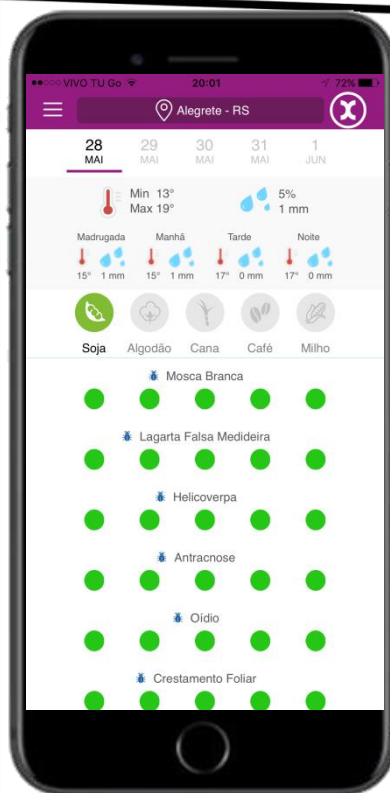 VIVO TU Go 20:01 72%
Alegrete - RS
28 29 30 31 1
MAI MAI MAI MAI JUN
Min 13° 5%
Max 19° 1 mm
Madrugada Manhã Tarde Noite
15° 1 mm 15° 1 mm 17° 0 mm 17° 0 mm
Soja Algodão Cana Café Milho
Mosca Branca
Lagarta Falsa Medideira
Helicoverpa
Antracnose
Oídio
Crestamento Foliar